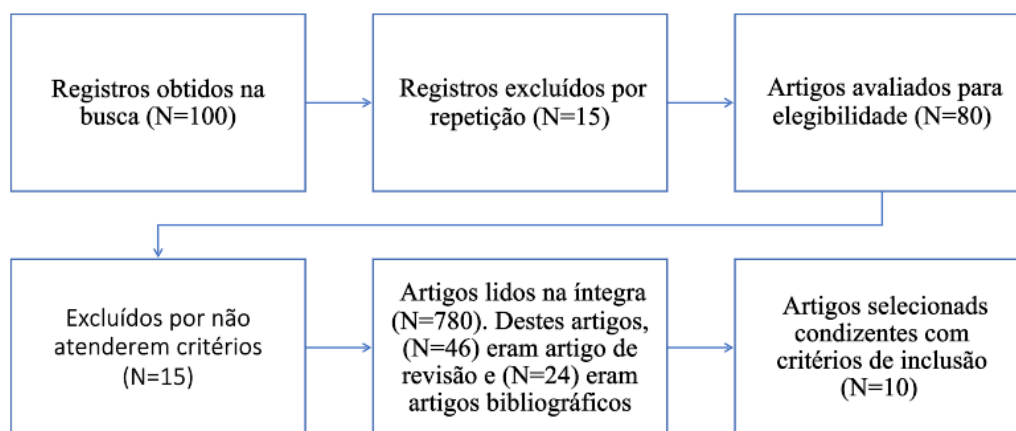 Registros obtidos na
busca (N=100)
Registros excluídos por
repetição (N=15)
Artigos avaliados para
elegibilidade (N=80)
Excluídos por não
atenderem critérios
(N=15)
Artigos lidos na íntegra
(N=780). Destes artigos,
(N=46) eram artigo de
revisão e (N=24) eram
artigos bibliográficos
Artigos selecionads
condizentes com
critérios de inclusão
(N=10)